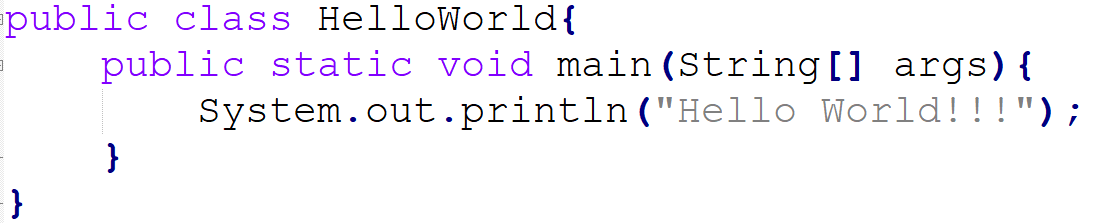 public class HelloWorld{
    public static void main(String[] args){
        System.out.println("Hello World!!!");
    }
}